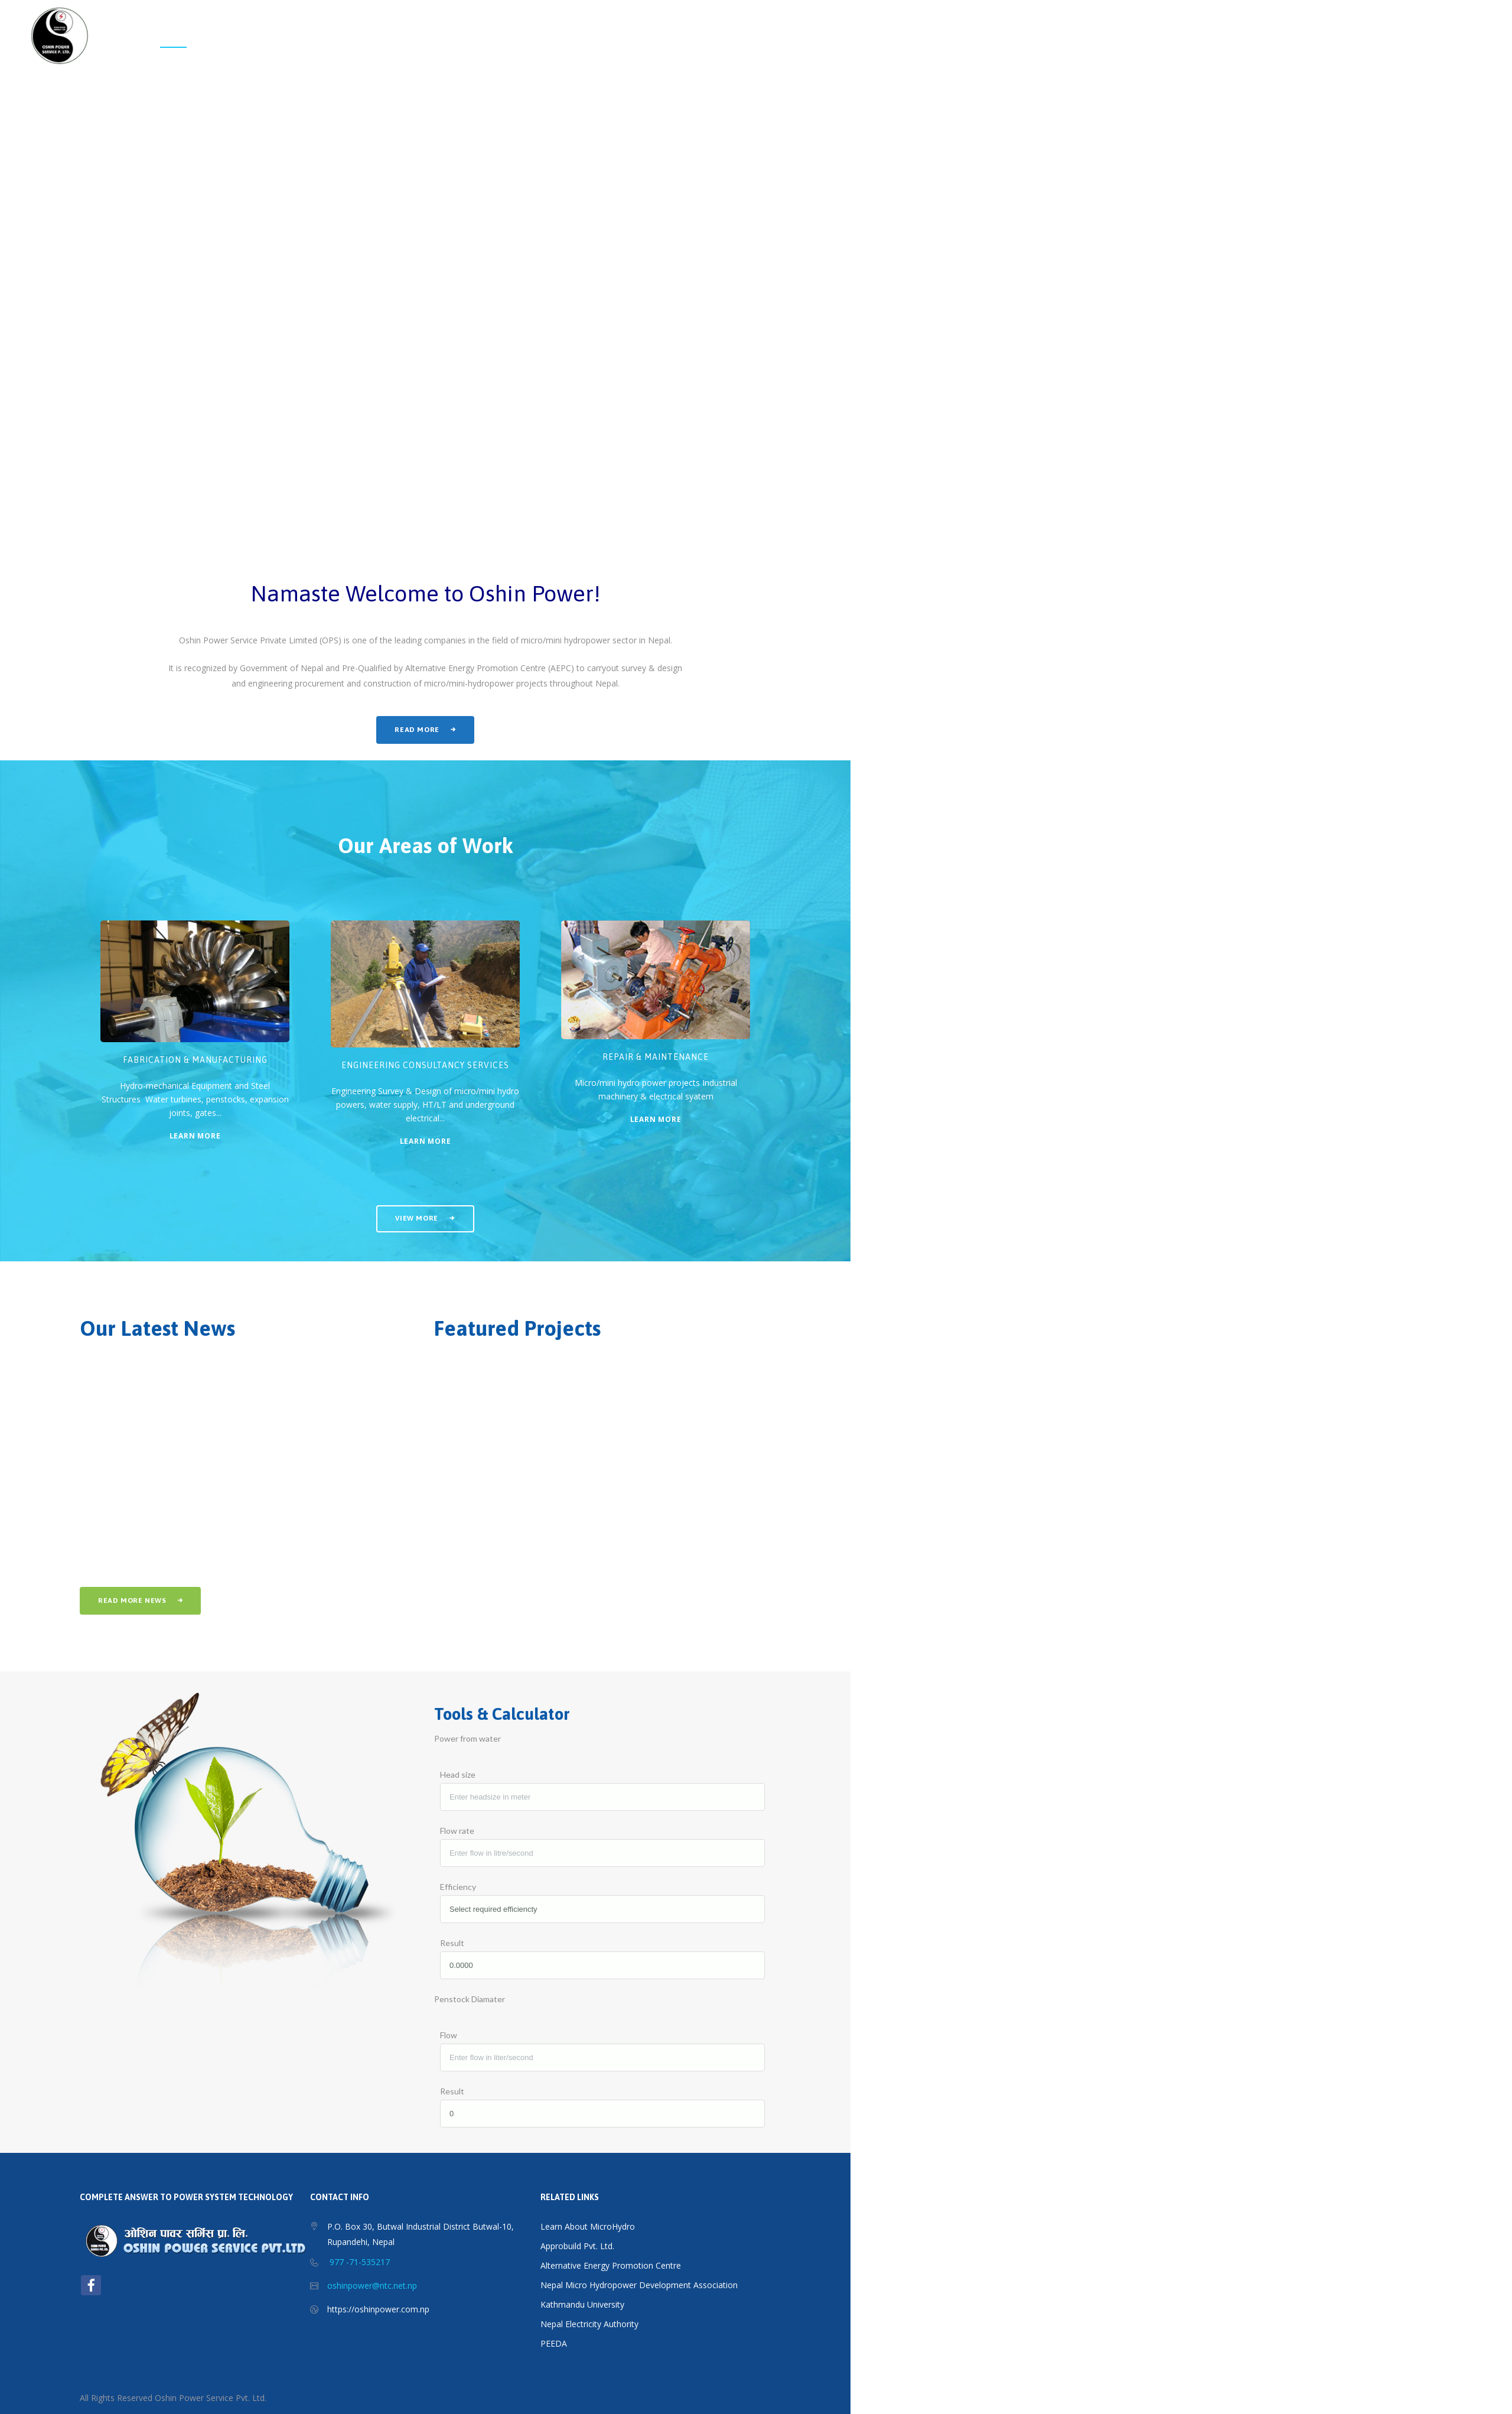 OSHIN POWER
SERVICE P. LTD.
Namaste Welcome to Oshin Power!
Oshin Power Service Private Limited (OPS) is one of the leading companies in the field of micro/mini hydropower sector in Nepal.
It is recognized by Government of Nepal and Pre-Qualified by Alternative Energy Promotion Centre (AEPC) to carryout survey & design
and engineering procurement and construction of micro/mini-hydropower projects throughout Nepal.
READ MORE
Our Areas of Work
FABRICATION & MANUFACTURING
Hydro-mechanical Equipment and Steel
Structures  Water turbines, penstocks, expansion
joints, gates...
LEARN MORE
ENGINEERING CONSULTANCY SERVICES
Engineering Survey & Design of micro/mini hydro
powers, water supply, HT/LT and underground
electrical...
LEARN MORE
REPAIR & MAINTENANCE
Micro/mini hydro power projects Industrial
machinery & electrical syatem
LEARN MORE
VIEW MORE
Our Latest News
READ MORE NEWS
Featured Projects
Tools & Calculator
Power from water
Head size
Enter headsize in meter
Flow rate
Enter flow in litre/second
Efficiency
Select required efficiencty
Result
0.0000
Penstock Diamater
Flow
Enter flow in liter/second
Result
0
COMPLETE ANSWER TO POWER SYSTEM TECHNOLOGY
ओशिन पावर सर्भिस प्रा. लि.
OSHIN POWER SERVICE PVT.LTD
CONTACT INFO
P.O. Box 30, Butwal Industrial District Butwal-10,
Rupandehi, Nepal
977 -71-535217
oshinpower@ntc.net.np
https://oshinpower.com.np
RELATED LINKS
Learn About MicroHydro
Approbuild Pvt. Ltd.
Alternative Energy Promotion Centre
Nepal Micro Hydropower Development Association
Kathmandu University
Nepal Electricity Authority
PEEDA
All Rights Reserved Oshin Power Service Pvt. Ltd.